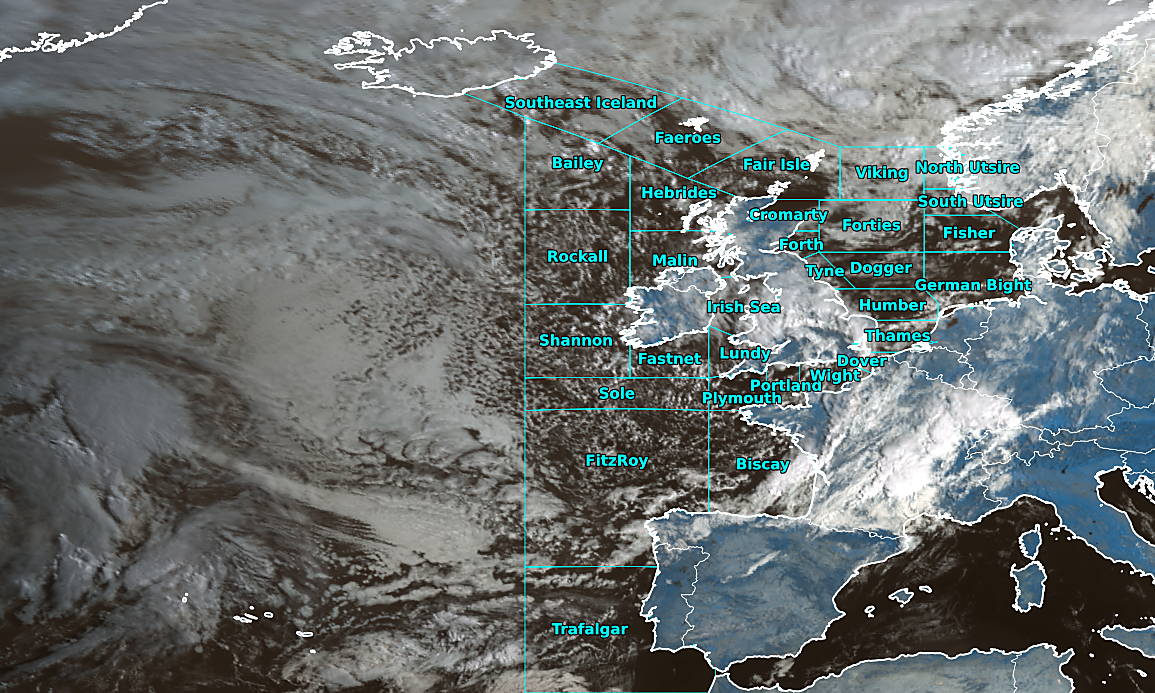 Southeast Iceland
Faeroes
Bailey
Fair Isle
Viking
North Utsire
Hebrides
South Utsire
Cromarty
Forties
Fisher
Forth
Rockall
Malin
Tyne
Dogger
German Bight
Irish Sea
Humber
Thames
Shannon
Fastnet
Lundy
Dover
Wight
Portland
Sole
Plymouth
FitzRoy
Biscay
Trafalgar